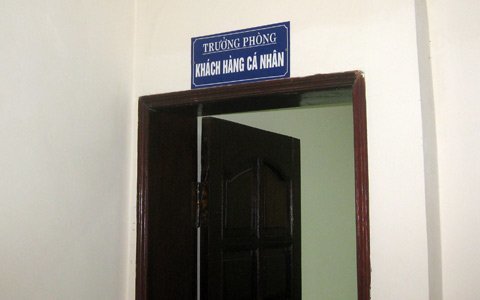 TRƯỞNG PHÒNG
KHÁCH HÀNG CÁ NHÂN